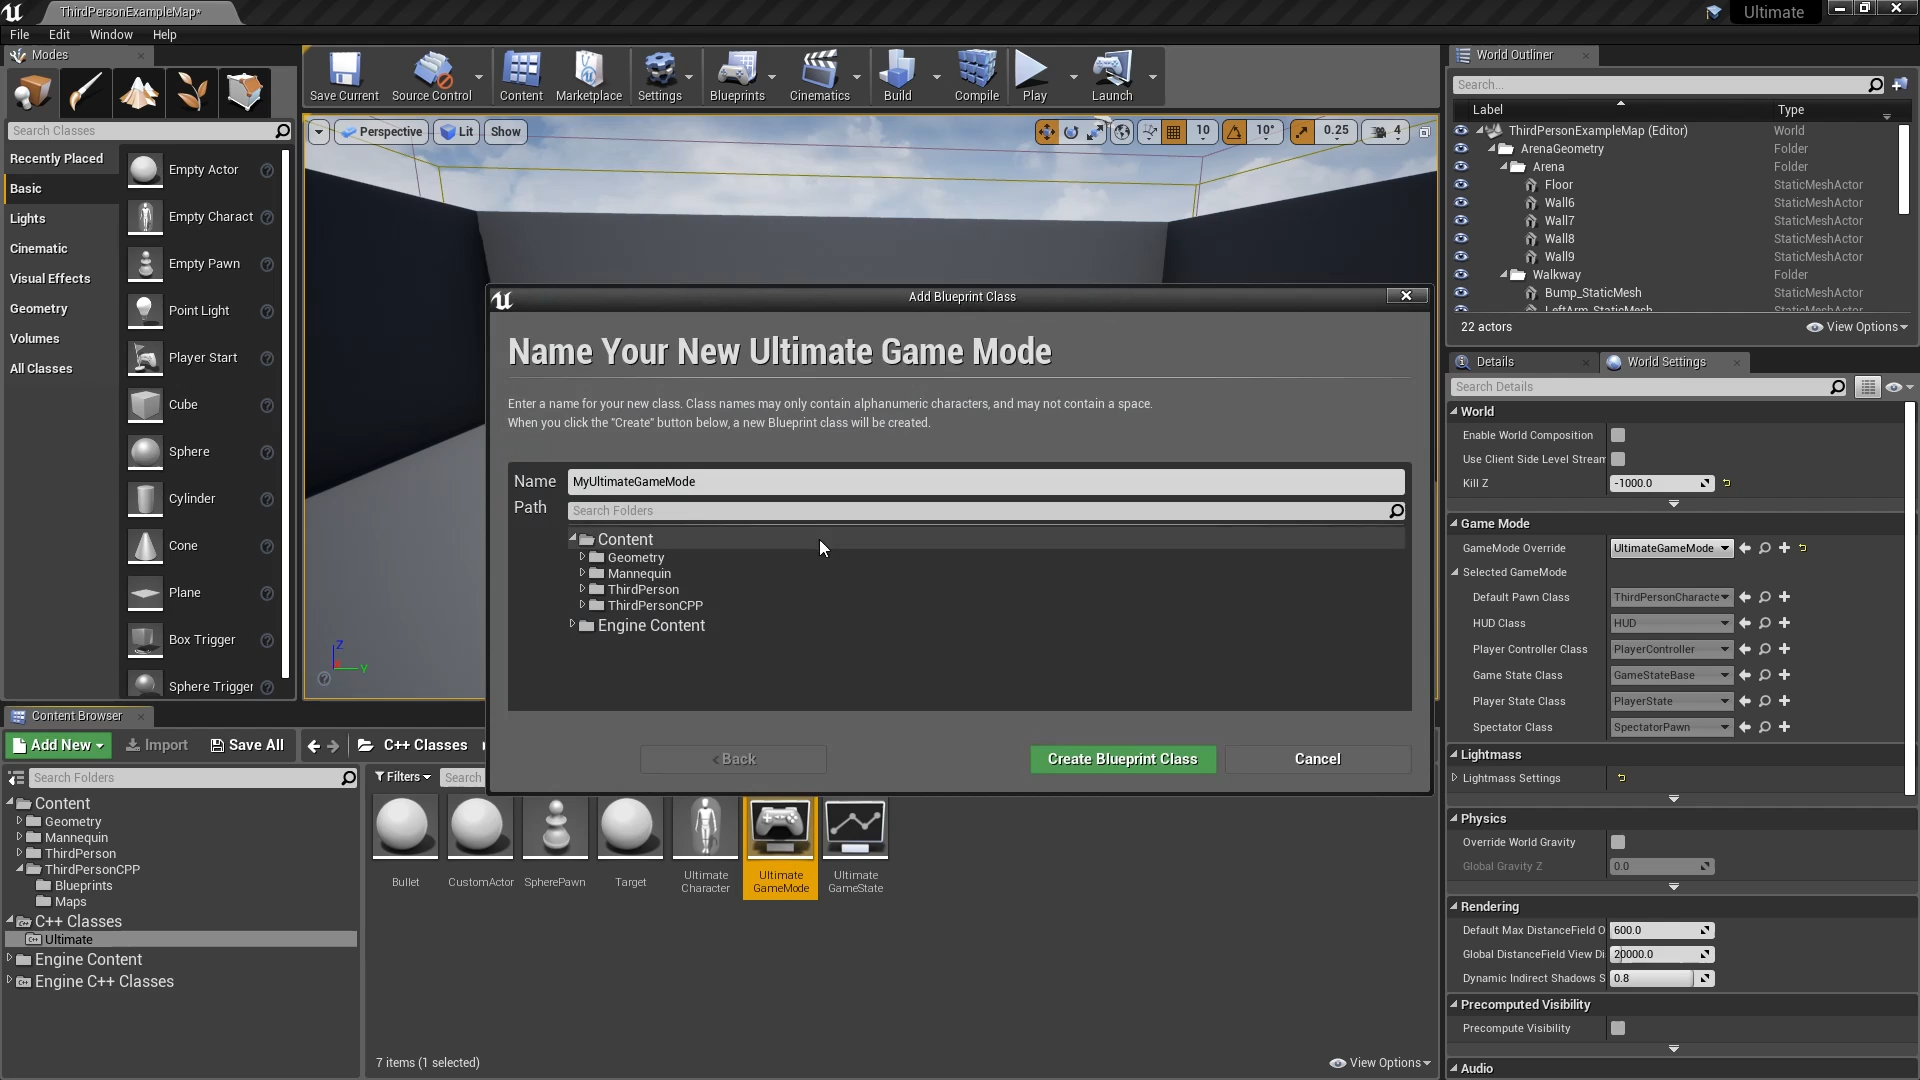 ThirdPersonExampleMap*
Ultimate
File Edit Window Help
Modes
Search Classes
Recently Placed
Basic
Lights
Cinematic
Visual Effects
Geometry
Volumes
All Classes
Empty Actor
Empty Charact
Empty Pawn
Point Light
Player Start
Cube
Sphere
Cylinder
Cone
Plane
Box Trigger
Sphere Trigger
Save Current Source Control Content Marketplace Settings Blueprints Cinematics Build Compile Play Launch
Perspective Lit Show
10 10° 0.25 4
Z
Y
Add Blueprint Class
Name Your New Ultimate Game Mode
Enter a name for your new class. Class names may only contain alphanumeric characters, and may not contain a space.
When you click the "Create" button below, a new Blueprint class will be created.
Name MyUltimateGameMode
Path Search Folders
Content
Geometry
Mannequin
ThirdPerson
ThirdPersonCPP
Engine Content
< Back Create Blueprint Class Cancel
World Outliner
Search...
Label Type
ThirdPersonExampleMap (Editor) World
ArenaGeometry Folder
Arena Folder
Floor StaticMeshActor
Wall6 StaticMeshActor
Wall7 StaticMeshActor
Wall8 StaticMeshActor
Wall9 StaticMeshActor
Walkway Folder
Bump_StaticMesh StaticMeshActor
LeftArm_StaticMesh StaticMeshActor
22 actors View Options
Details World Settings
Search Details
World
Enable World Composition
Use Client Side Level Stream
Kill Z -1000.0
Game Mode
GameMode Override UltimateGameMode
Selected GameMode
Default Pawn Class ThirdPersonCharacte
HUD Class HUD
Player Controller Class PlayerController
Game State Class GameStateBase
Player State Class PlayerState
Spectator Class SpectatorPawn
Lightmass
Lightmass Settings
Physics
Override World Gravity
Global Gravity Z 0.0
Rendering
Default Max DistanceField O 600.0
Global DistanceField View Di 20000.0
Dynamic Indirect Shadows S 0.8
Precomputed Visibility
Precompute Visibility
Audio
Content Browser
Add New Import Save All C++ Classes
Search Folders
Filters Search
Content
Geometry
Mannequin
ThirdPerson
ThirdPersonCPP
Blueprints
Maps
C++ Classes
Ultimate
Engine Content
Engine C++ Classes
Bullet
CustomActor
SpherePawn
Target
Ultimate
Character
Ultimate
GameMode
Ultimate
GameState
7 items (1 selected) View Options